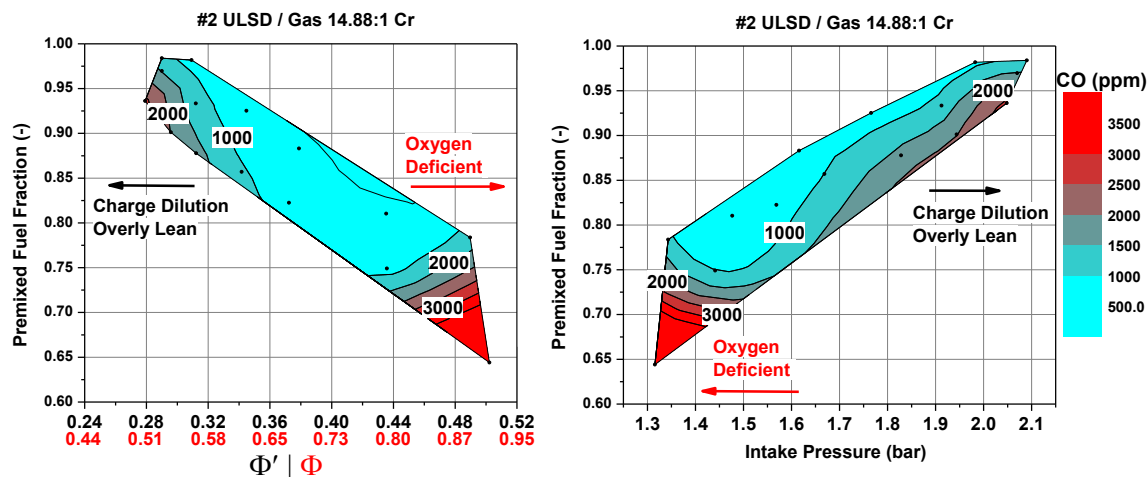 #2 ULSD / Gas 14.88:1 Cr
1.00
0.95
0.90
0.85
0.80
0.75
0.70
0.65
0.60
Premixed Fuel Fraction (-)
2000
1000
Oxygen
Deficient
Charge Dilution
Overly Lean
2000
3000
0.24 0.28 0.32 0.36 0.40 0.44 0.48 0.52
0.44 0.51 0.58 0.65 0.73 0.80 0.87 0.95
Φ′ | Φ
#2 ULSD / Gas 14.88:1 Cr
1.00
0.95
0.90
0.85
0.80
0.75
0.70
0.65
0.60
Premixed Fuel Fraction (-)
2000
Charge Dilution
Overly Lean
1000
2000
3000
Oxygen
Deficient
1.3 1.4 1.5 1.6 1.7 1.8 1.9 2.0 2.1
Intake Pressure (bar)
CO (ppm)
3500
3000
2500
2000
1500
1000
500.0